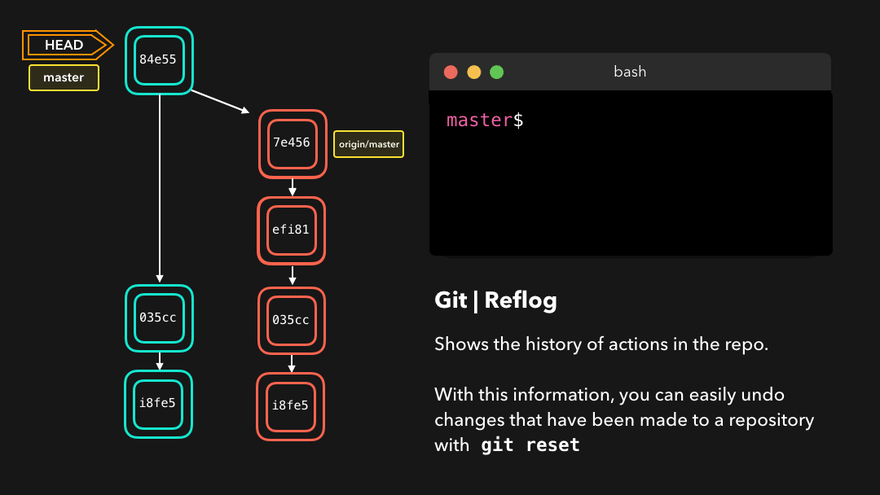 HEAD
master
84e55
7e456
origin/master
efi81
035cc
035cc
i8fe5
i8fe5
bash
master$
Git | Reflog
Shows the history of actions in the repo.
With this information, you can easily undo
changes that have been made to a repository
with git reset